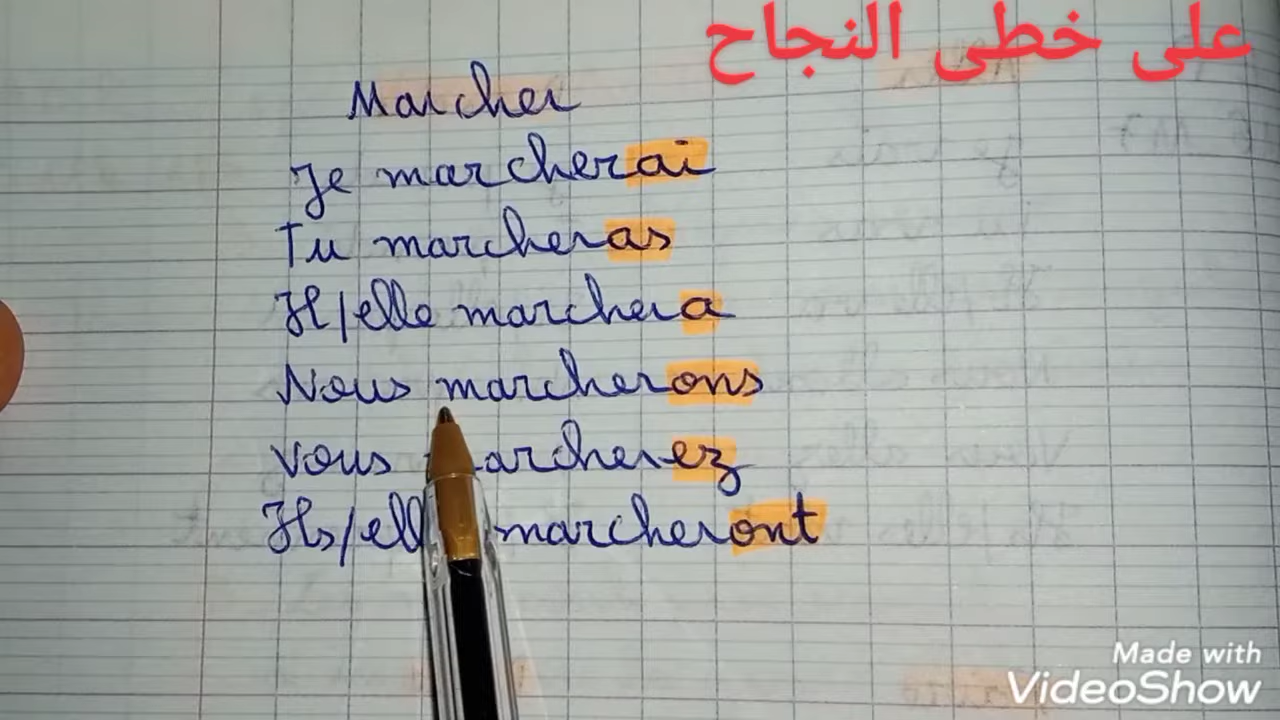 على خطى النجاح
Marcher
Je marcherai
Tu marcheras
Il/elle marchera
Nous marcherons
vous marcherez
Ils/ell marcheront
Made with
VideoShow